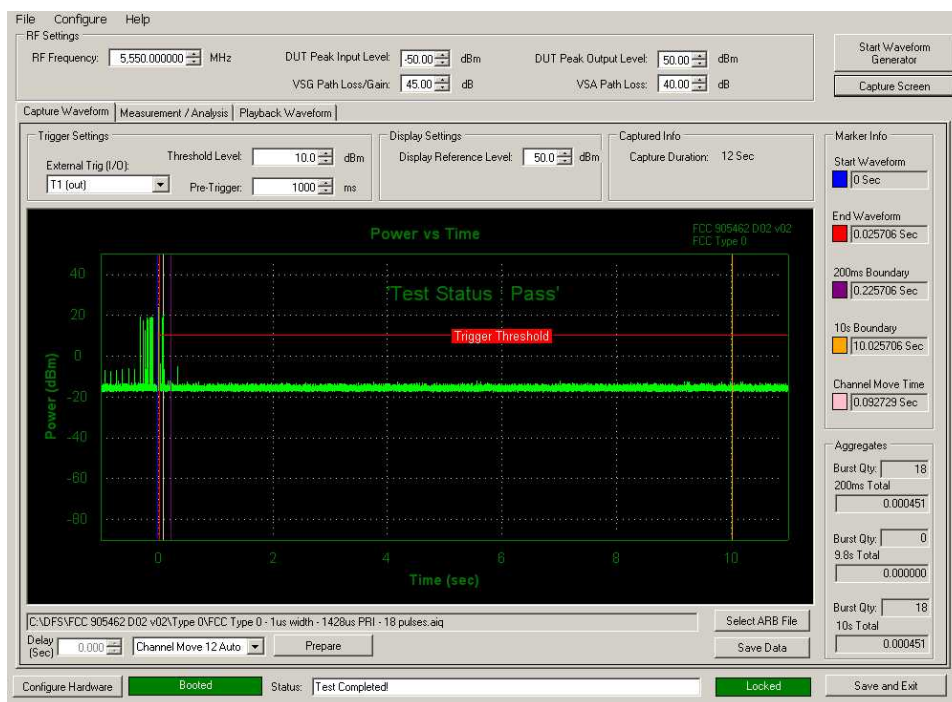 File Configure Help
RF Settings
RF Frequency: 5,550.000000 MHz
DUT Peak Input Level: -50.00 dBm
DUT Peak Output Level: 50.00 dBm
VSG Path Loss/Gain: 45.00 dB
VSA Path Loss: 40.00 dB
Start Waveform
Generator
Capture Screen
Capture Waveform Measurement / Analysis Playback Waveform
Trigger Settings
External Trig (I/O):
T1 (out)
Threshold Level: 10.0 dBm
Pre-Trigger: 1000 ms
Display Settings
Display Reference Level: 50.0 dBm
Captured Info
Capture Duration: 12 Sec
Marker Info
Start Waveform
0 Sec
End Waveform
0.025706 Sec
200ms Boundary
0.225706 Sec
10s Boundary
10.025706 Sec
Channel Move Time
0.092729 Sec
Power vs Time
FCC 905462 D02 v02
FCC Type 0
'Test Status : Pass'
Trigger Threshold
Power (dBm)
40
20
0
-20
-40
-60
-80
0 2 4 6 8 10
Time (sec)
Aggregates
Burst Qty: 18
200ms Total
0.000451
Burst Qty: 0
9.8s Total
0.000000
Burst Qty: 18
10s Total
0.000451
C:\DFS\FCC 905462 D02 v02\Type 0\FCC Type 0 - 1us width - 1428us PRI - 18 pulses.aiq
Select ARB File
Delay
(Sec) 0.000 Channel Move 12 Auto Prepare
Save Data
Configure Hardware Booted Status: Test Completed! Locked Save and Exit